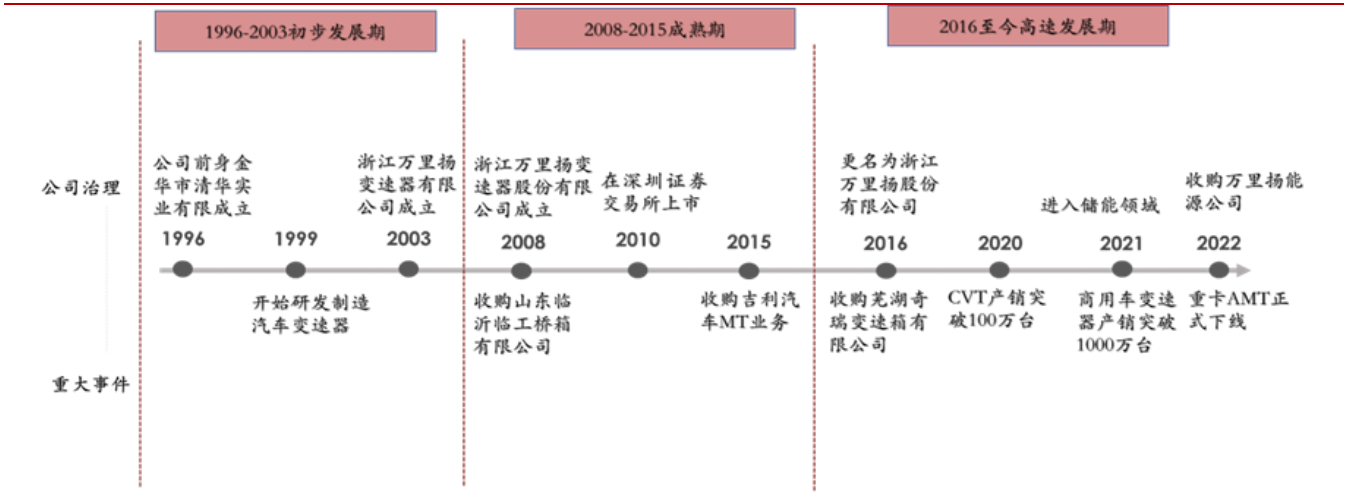 1996-2003初步发展期
2008-2015成熟期
2016至今高速发展期
公司治理
公司前身金
华市清华实
业有限成立
浙江万里扬
变速器有限
公司成立
浙江万里扬变
速器股份有限
公司成立
在深圳证券
交易所上市
更名为浙江
万里扬股份
有限公司
进入储能领域
收购万里扬能
源公司
1996
1999
2003
2008
2010
2015
2016
2020
2021
2022
开始研发制造
汽车变速器
收购山东临
沂临工桥箱
有限公司
收购吉利汽
车MT业务
收购芜湖奇
瑞变速箱有
限公司
CVT产销突
破100万台
商用车变速
器产销突破
1000万台
重卡AMT正
式下线
重大事件